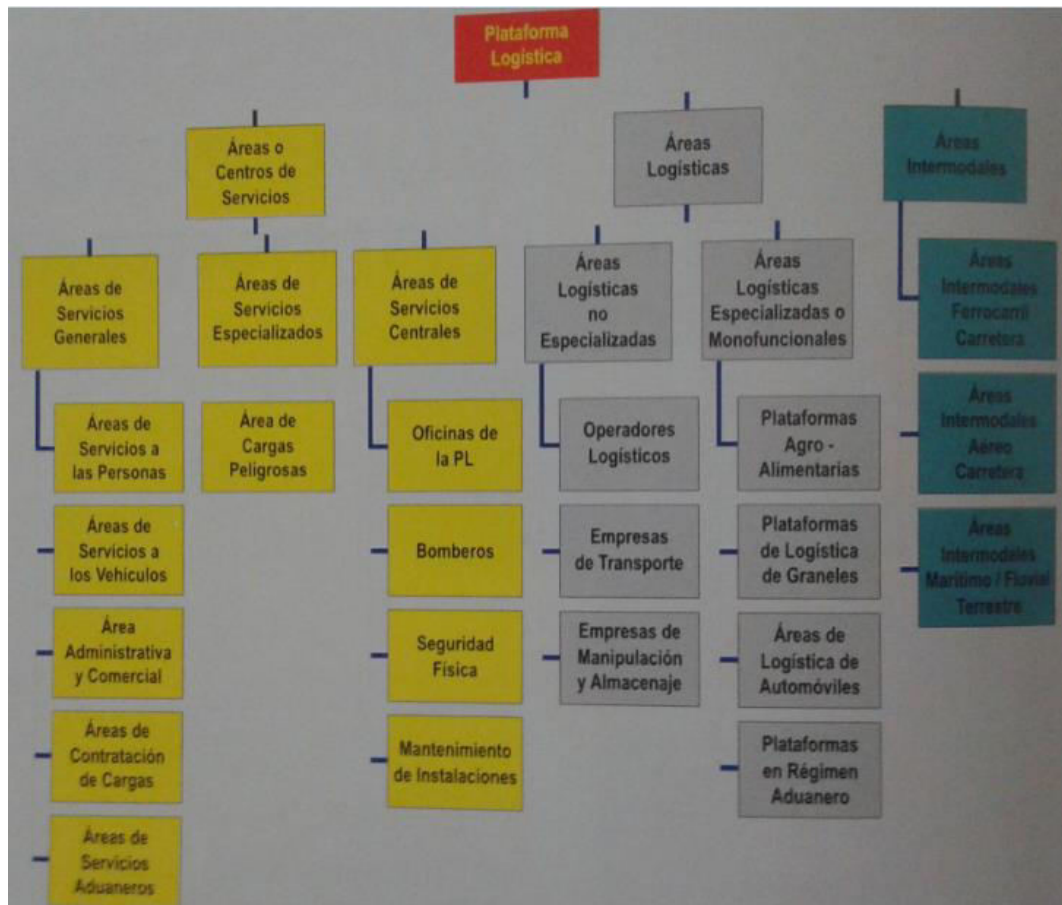 Plataforma
Logística
Áreas o
Centros de
Servicios
Áreas
Logísticas
Áreas
Intermodales
Áreas de
Servicios
Generales
Áreas de
Servicios
Especializados
Áreas de
Servicios
Centrales
Áreas
Logísticas
no
Especializadas
Áreas
Logísticas
Especializadas o
Monofuncionales
Áreas
Intermodales
Ferrocarril
Carretera
Áreas de
Servicios a
las Personas
Área de
Cargas
Peligrosas
Oficinas de
la PL
Operadores
Logísticos
Plataformas
Agro -
Alimentarias
Áreas
Intermodales
Aéreo
Carretera
Áreas de
Servicios a
los Vehículos
Bomberos
Empresas
de Transporte
Plataformas
de Logística
de Graneles
Áreas
Intermodales
Marítimo / Fluvial
Terrestre
Área
Administrativa
y Comercial
Seguridad
Física
Empresas de
Manipulación
y Almacenaje
Áreas de
Logística de
Automóviles
Áreas de
Contratación
de Cargas
Mantenimiento
de Instalaciones
Plataformas
en Régimen
Aduanero
Áreas de
Servicios
Aduaneros